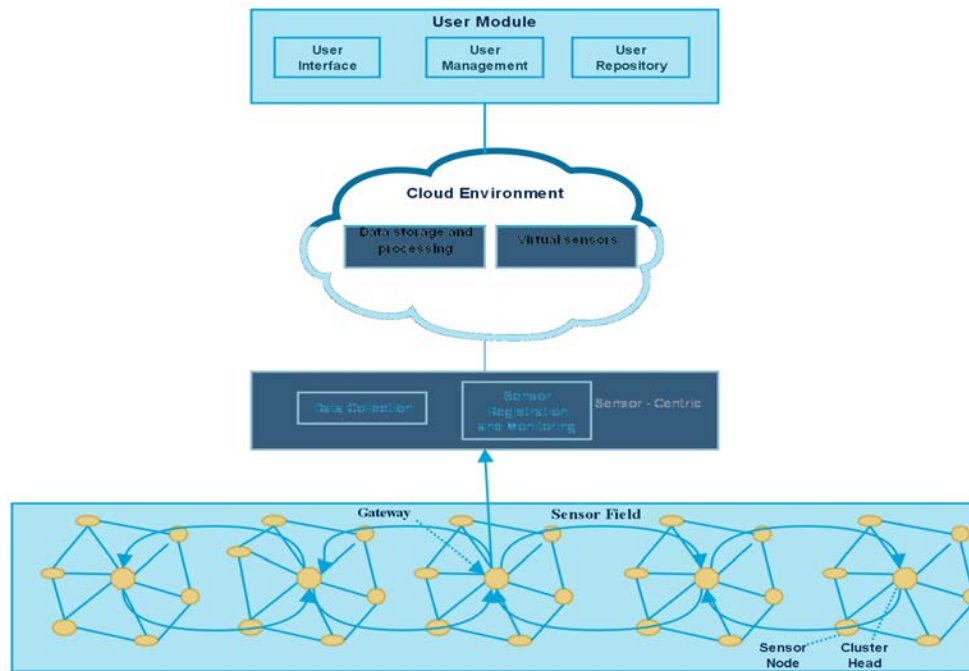 User Module
User
Interface
User
Management
User
Repository
Cloud Environment
Data storage and
processing
Virtual sensors
Data Collection
Sensor
Registration
and Monitoring
Sensor - Centric
Gateway
Sensor Field
Sensor
Node
Cluster
Head